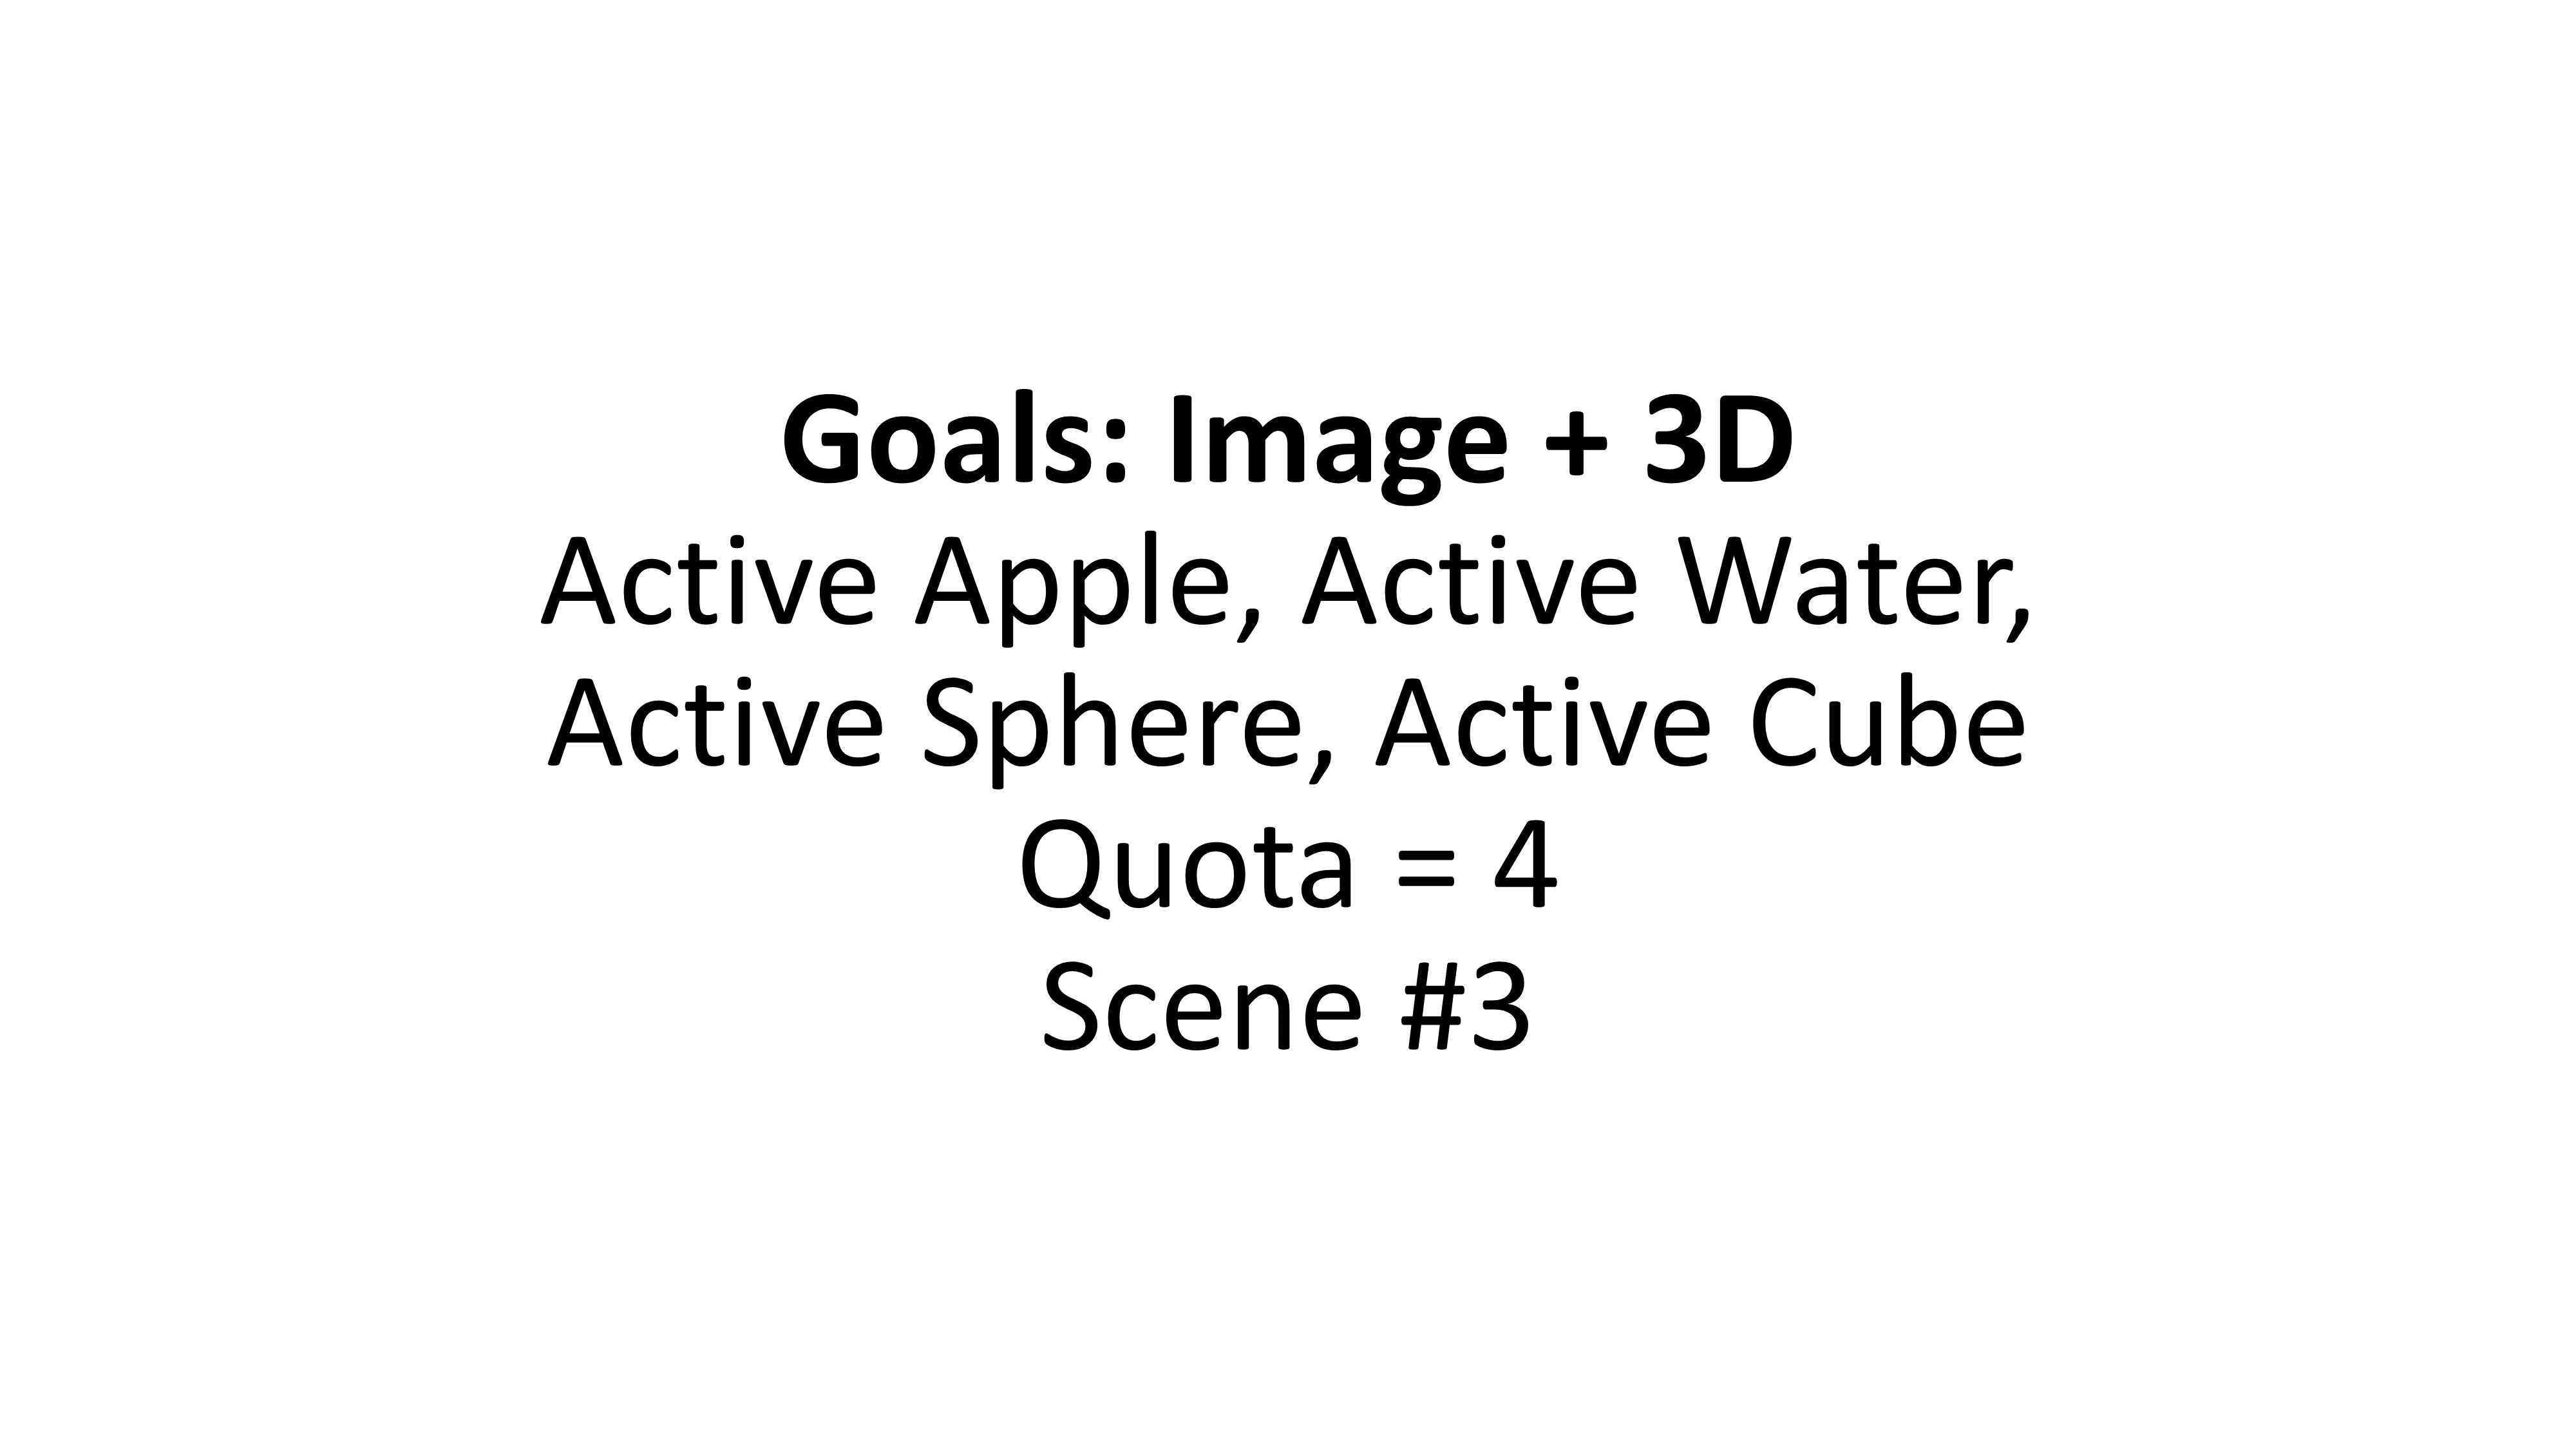 Goals: Image + 3D
Active Apple, Active Water,
Active Sphere, Active Cube
Quota = 4
Scene #3